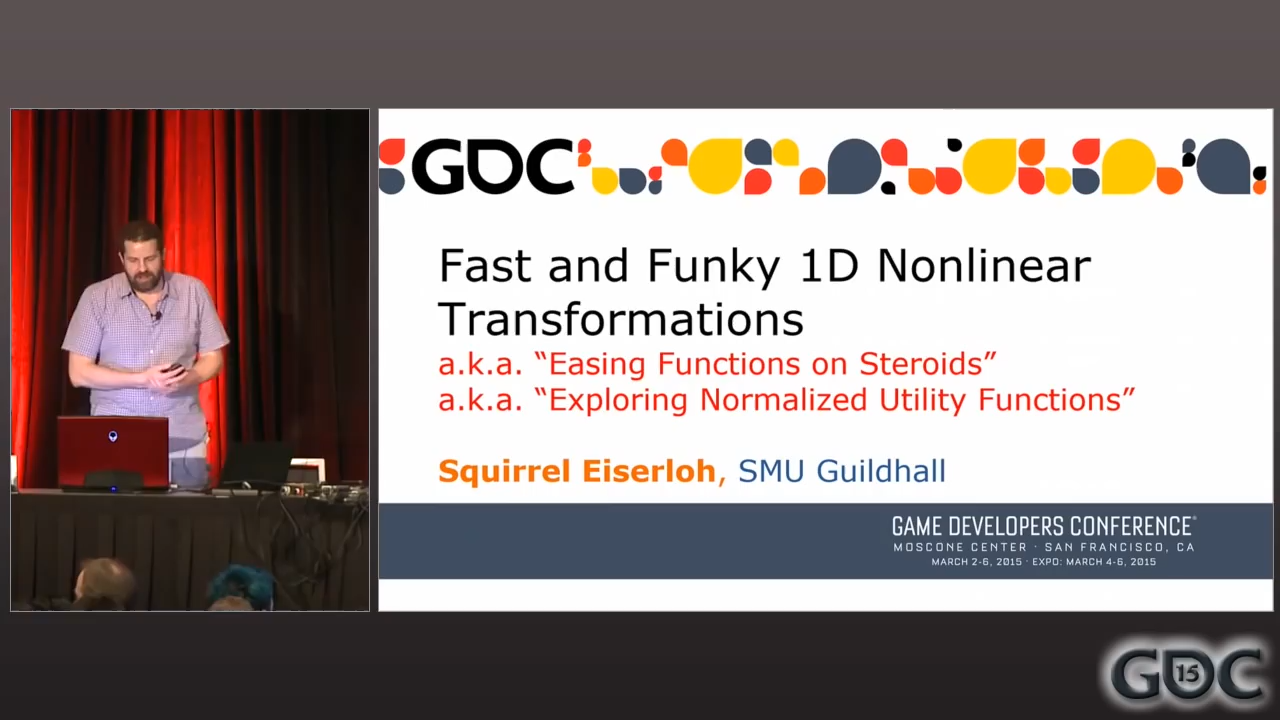 GDC
Fast and Funky 1D Nonlinear
Transformations
a.k.a. “Easing Functions on Steroids”
a.k.a. “Exploring Normalized Utility Functions”
Squirrel Eiserloh, SMU Guildhall
GAME DEVELOPERS CONFERENCE®
MOSCONE CENTER · SAN FRANCISCO, CA
MARCH 2-6, 2015 · EXPO: MARCH 4-6, 2015
GDC 15